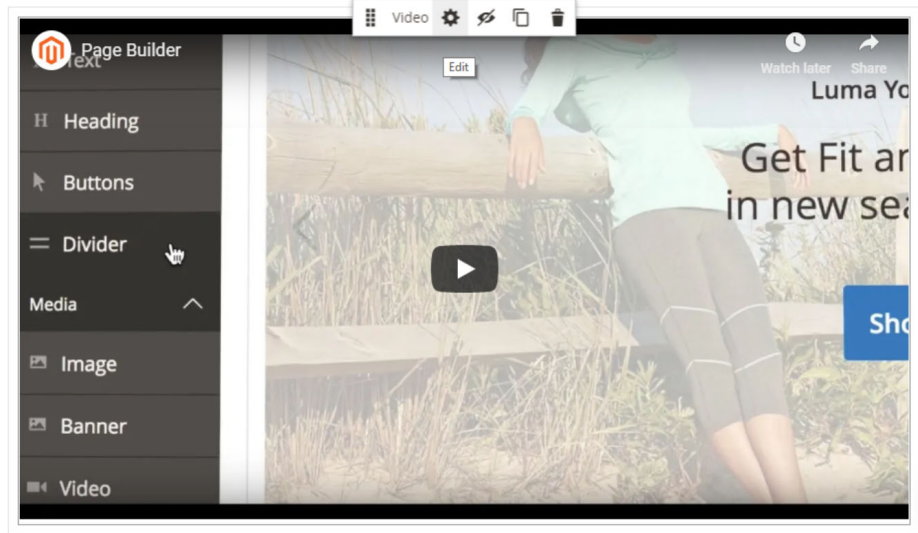 Video
Edit
Page Builder
Text
Watch later
Share
Heading
Buttons
Divider
Media
Image
Banner
Video
Luma Yo
Get Fit ar
in new sea
Sho